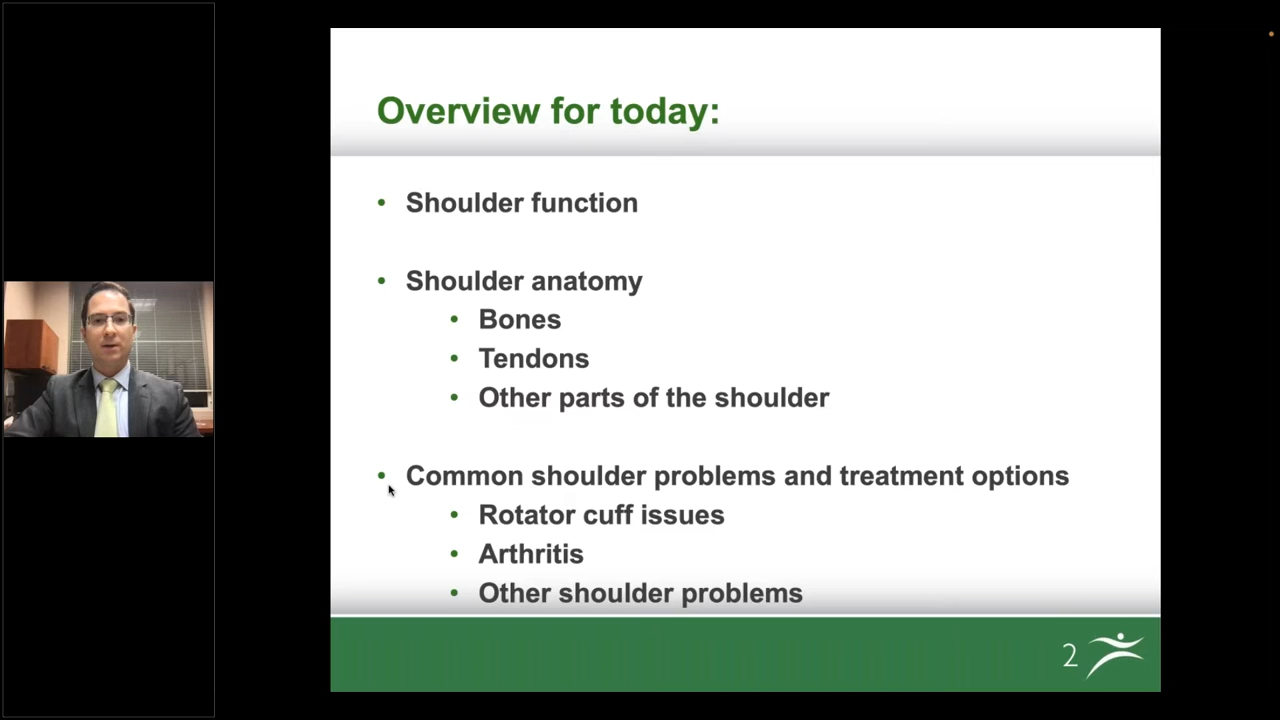 Overview for today:
• Shoulder function
• Shoulder anatomy
• Bones
• Tendons
• Other parts of the shoulder
• Common shoulder problems and treatment options
• Rotator cuff issues
• Arthritis
• Other shoulder problems
2